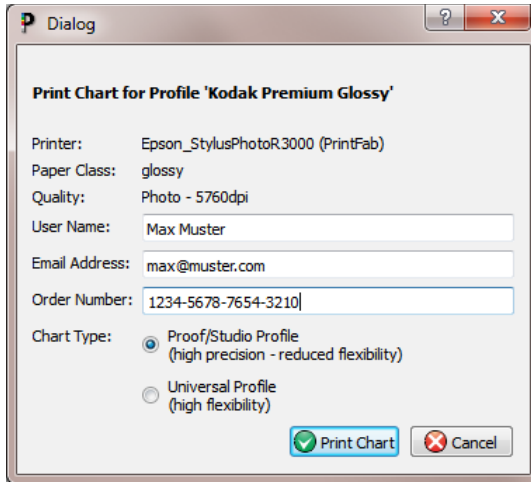 Dialog
Print Chart for Profile 'Kodak Premium Glossy'
Printer: Epson_StylusPhotoR3000 (PrintFab)
Paper Class: glossy
Quality: Photo - 5760dpi
User Name: Max Muster
Email Address: max@muster.com
Order Number: 1234-5678-7654-3210
Chart Type: Proof/Studio Profile
(high precision - reduced flexibility)
Universal Profile
(high flexibility)
Print Chart Cancel